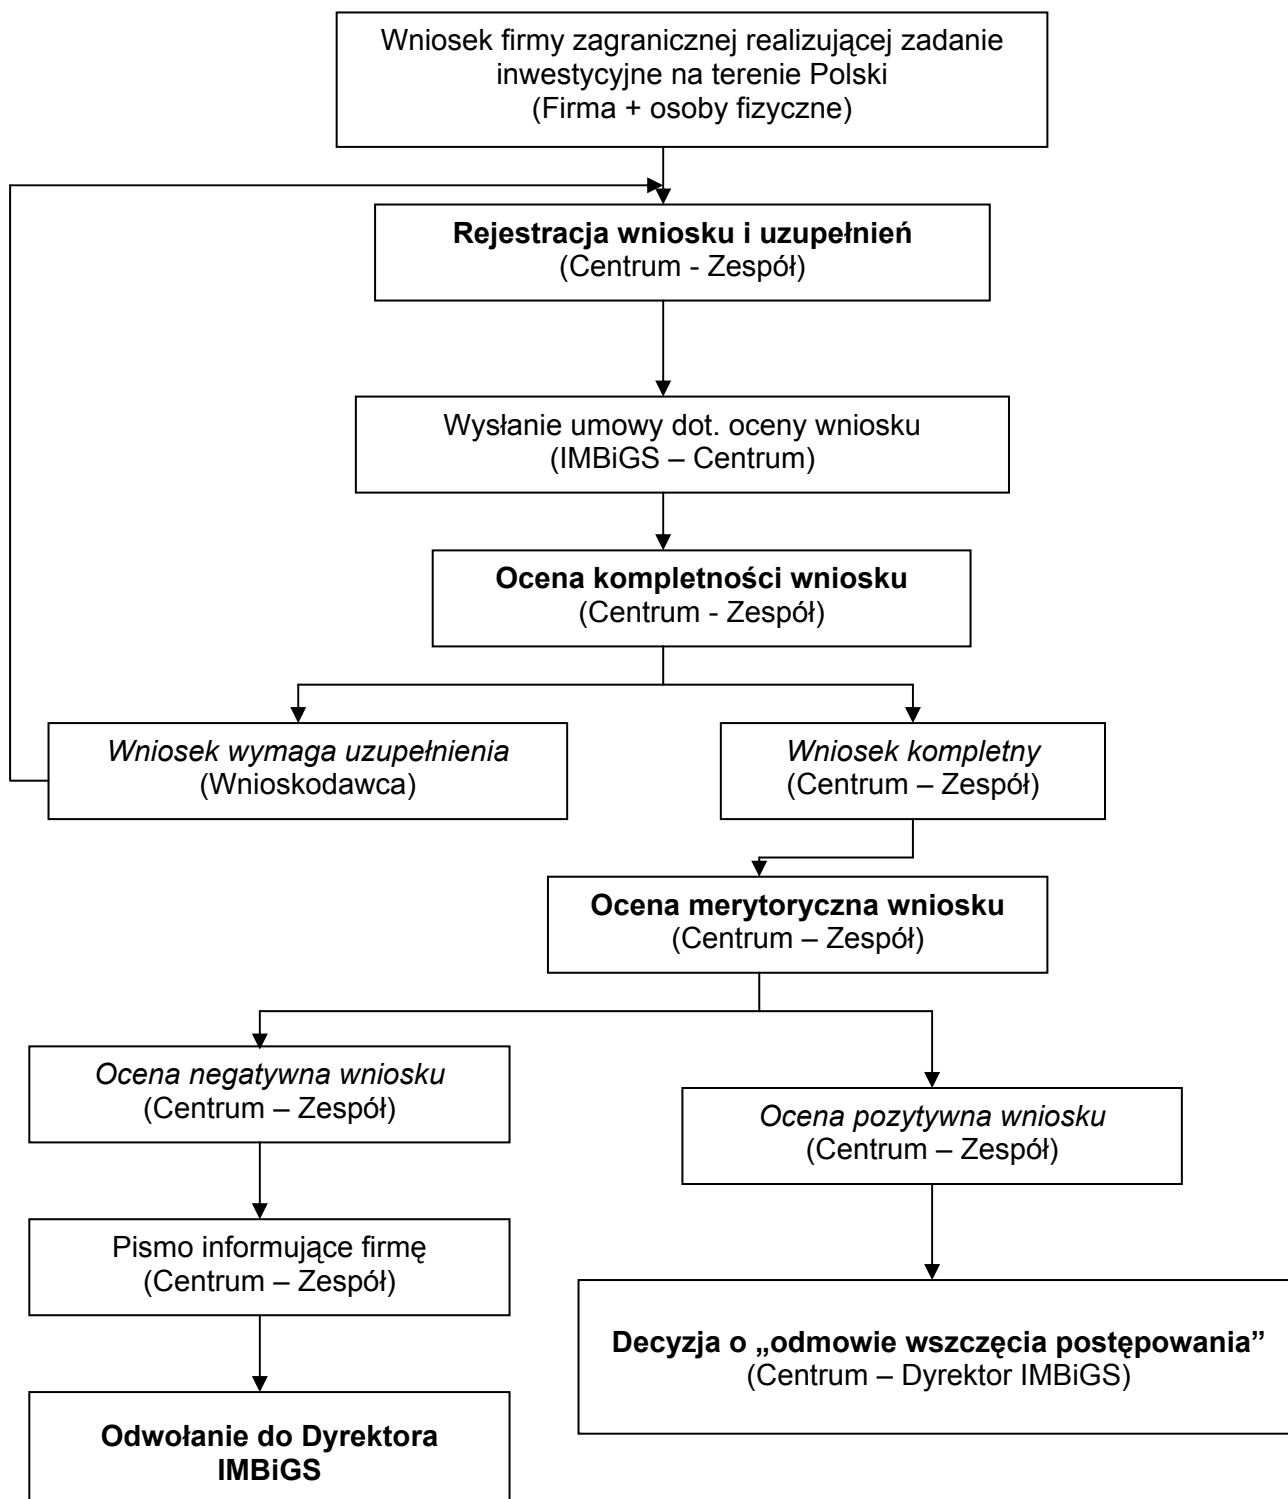 Wniosek firmy zagranicznej realizującej zadanie
inwestycyjne na terenie Polski
(Firma + osoby fizyczne)
Rejestracja wniosku i uzupełnień
(Centrum - Zespół)
Wysłanie umowy dot. oceny wniosku
(IMBiGS – Centrum)
Ocena kompletności wniosku
(Centrum - Zespół)
Wniosek wymaga uzupełnienia
(Wnioskodawca)
Wniosek kompletny
(Centrum – Zespół)
Ocena merytoryczna wniosku
(Centrum – Zespół)
Ocena negatywna wniosku
(Centrum – Zespół)
Ocena pozytywna wniosku
(Centrum – Zespół)
Pismo informujące firmę
(Centrum – Zespół)
Decyzja o „odmowie wszczęcia postępowania”
(Centrum – Dyrektor IMBiGS)
Odwołanie do Dyrektora
IMBiGS